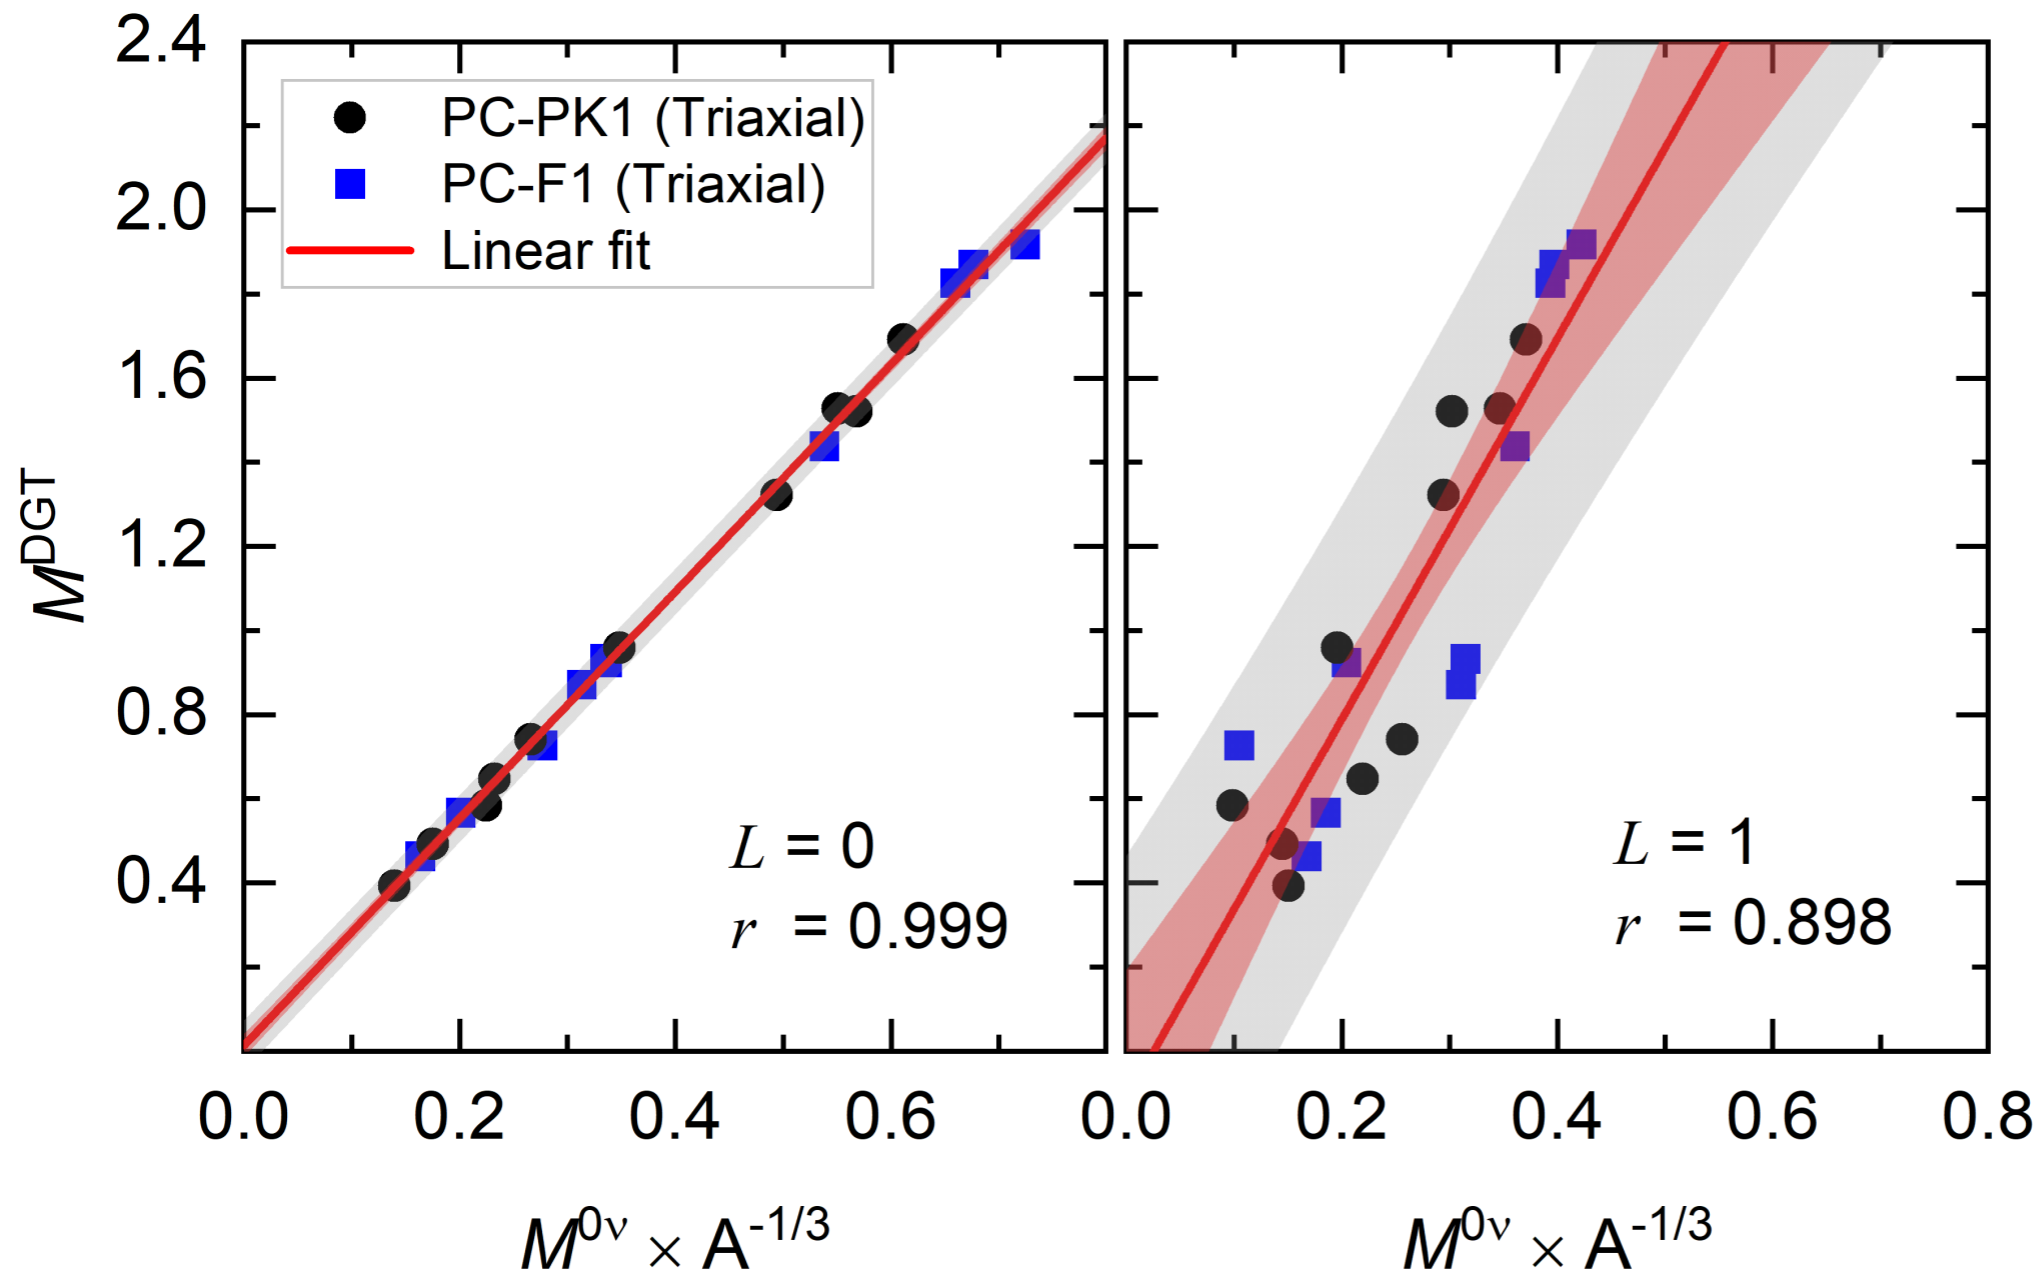 2.4
2.0
1.6
1.2
0.8
0.4
M^DGT
PC-PK1 (Triaxial)
PC-F1 (Triaxial)
Linear fit
L = 0
r = 0.999
L = 1
r = 0.898
0.0 0.2 0.4 0.6 0.0 0.2 0.4 0.6 0.8
M^0ν × A^-1/3 M^0ν × A^-1/3